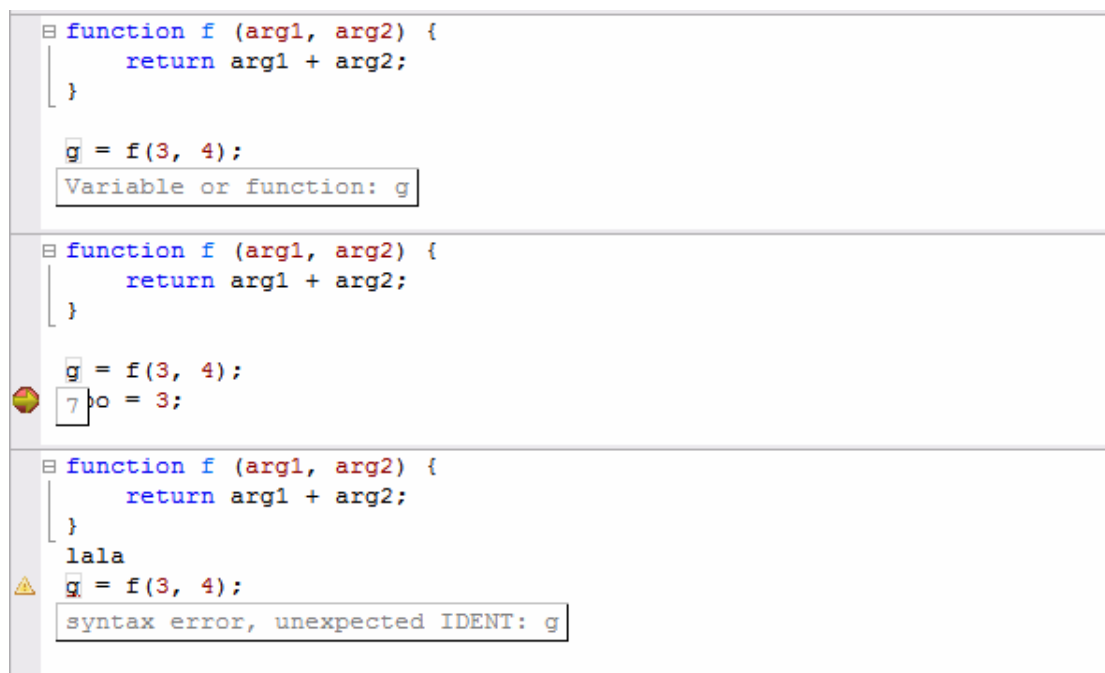 function f (arg1, arg2) {
return arg1 + arg2;
}
g = f(3, 4);
Variable or function: g
function f (arg1, arg2) {
return arg1 + arg2;
}
g = f(3, 4);
7 oo = 3;
function f (arg1, arg2) {
return arg1 + arg2;
}
lala
g = f(3, 4);
syntax error, unexpected IDENT: g